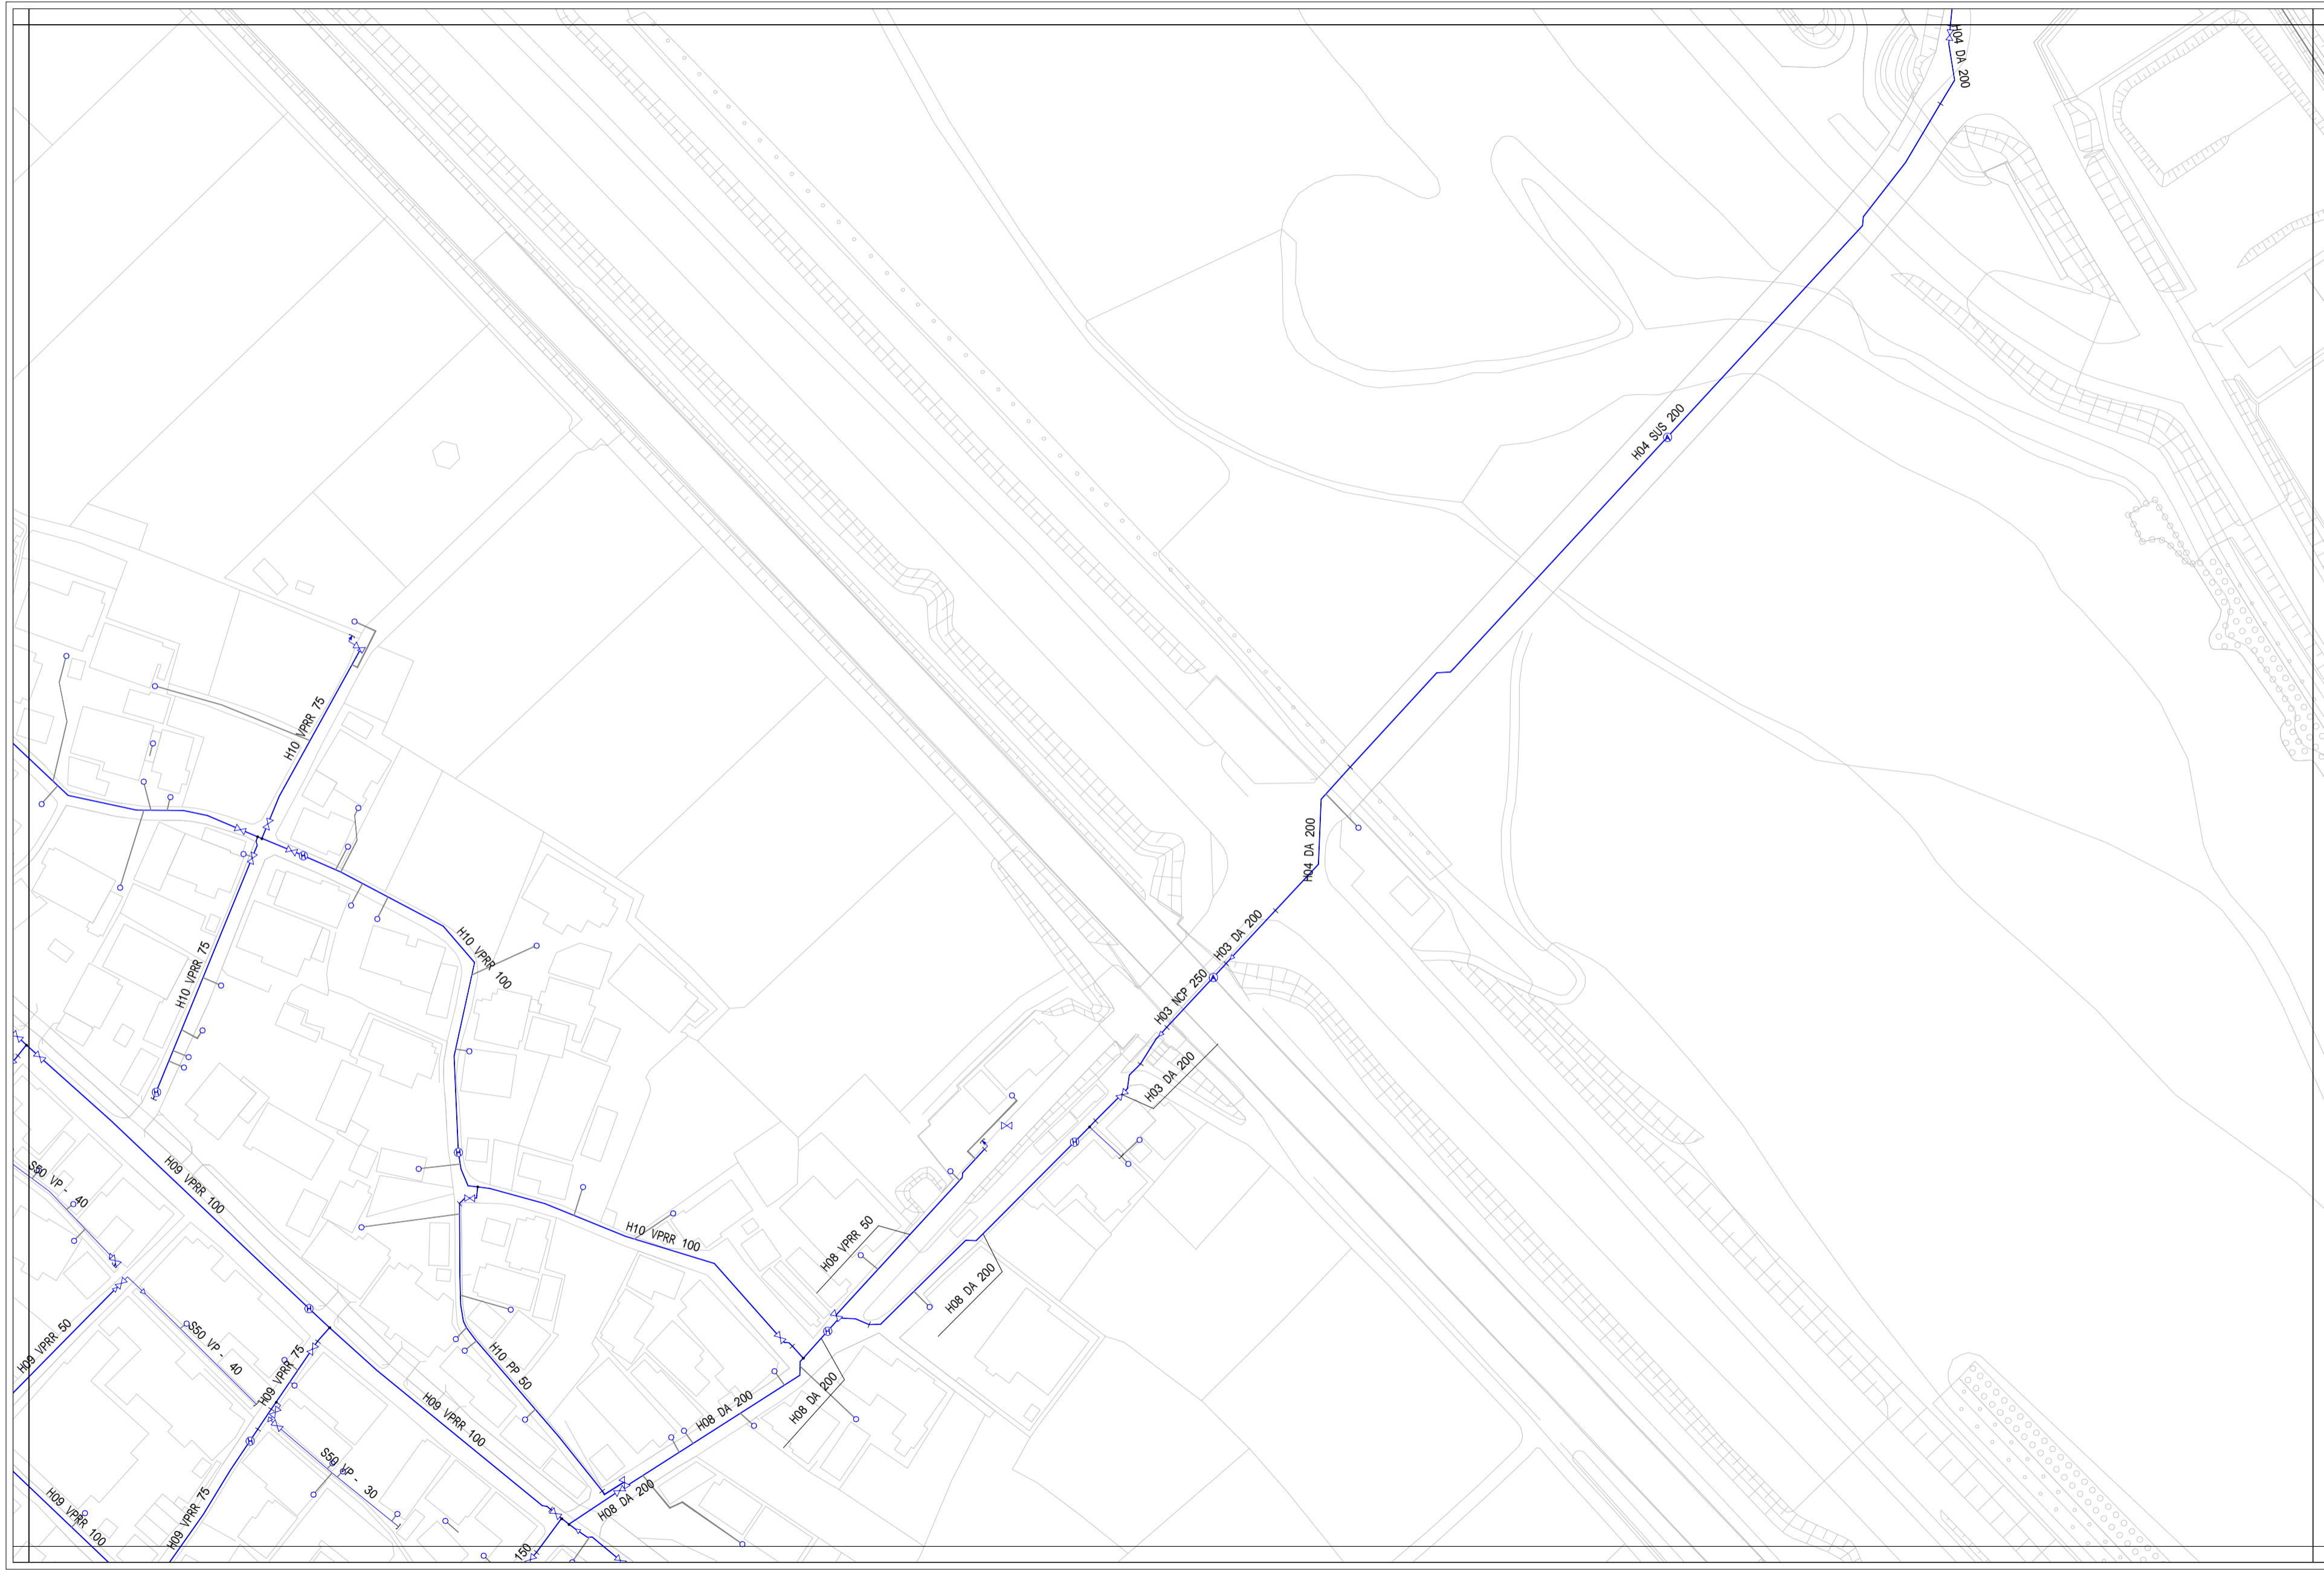 H04 DA 200
H04 SUS 200
H10 VPRR 75
H04 DA 200
H10 VPRR 100
H03 DA 200
H10 VPRR 75
H03 NCP 250
H03 DA 200
H09 VPRR 100
S50 VP - 40
H10 VPRR 100
H08 VPRR 50
H08 DA 200
H09 VPRR 50
S50 VP - 40
H10 PP 50
H09 VPRR 75
H08 DA 200
H08 DA 200
H09 VPRR 100
S50 VP - 30
H09 VPRR 100
H09 VPRR 75
H08 DA 200
150
A
A
H
H
H
H
H
H
H